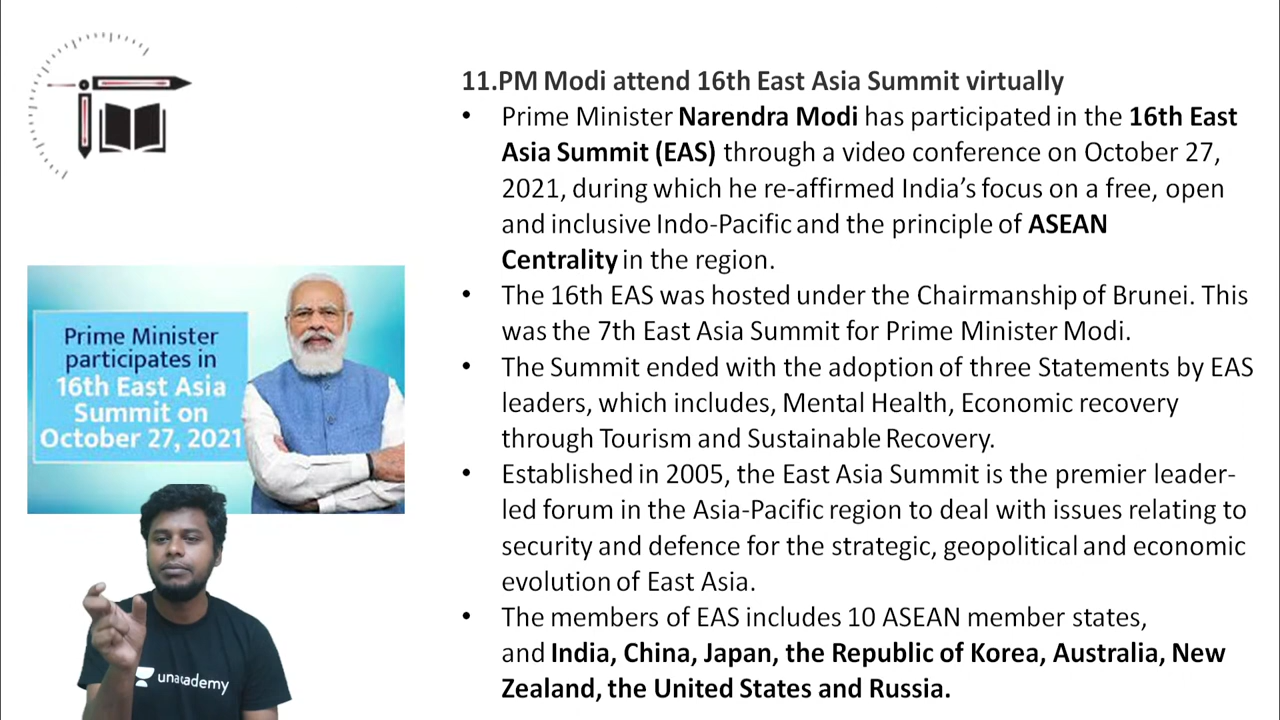 11.PM Modi attend 16th East Asia Summit virtually
• Prime Minister Narendra Modi has participated in the 16th East
Asia Summit (EAS) through a video conference on October 27,
2021, during which he re-affirmed India's focus on a free, open
and inclusive Indo-Pacific and the principle of ASEAN
Centrality in the region.
• The 16th EAS was hosted under the Chairmanship of Brunei. This
was the 7th East Asia Summit for Prime Minister Modi.
• The Summit ended with the adoption of three Statements by EAS
leaders, which includes, Mental Health, Economic recovery
through Tourism and Sustainable Recovery.
• Established in 2005, the East Asia Summit is the premier leader-
led forum in the Asia-Pacific region to deal with issues relating to
security and defence for the strategic, geopolitical and economic
evolution of East Asia.
• The members of EAS includes 10 ASEAN member states,
and India, China, Japan, the Republic of Korea, Australia, New
Zealand, the United States and Russia.
Prime Minister
participates in
16th East Asia
Summit on
October 27, 2021
unacademy